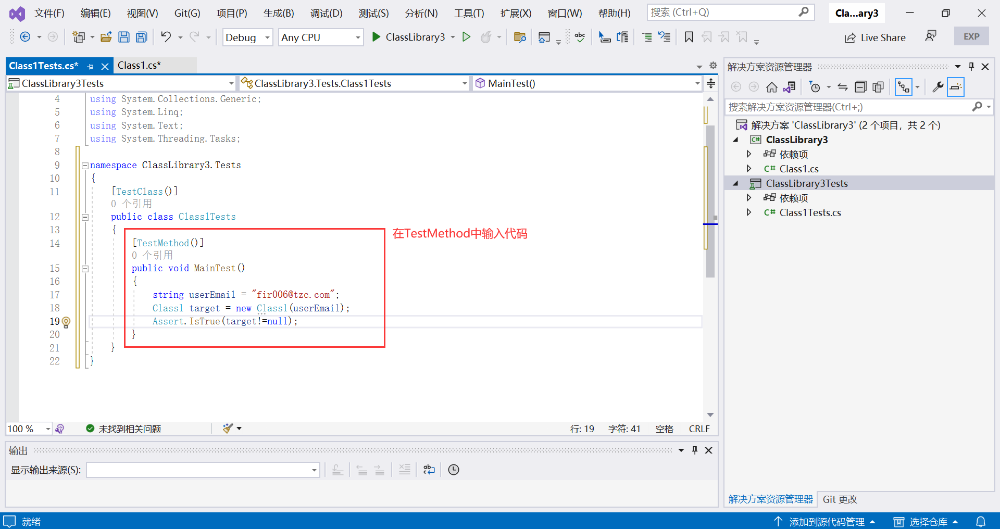 文件(F) 编辑(E) 视图(V) Git(G) 项目(P) 生成(B) 调试(D) 测试(S) 分析(N) 工具(T) 扩展(X) 窗口(W) 帮助(H) 搜索 (Ctrl+Q) Cla...ary3
Debug Any CPU ClassLibrary3 abc Live Share EXP
Class1Tests.cs* Class1.cs*
ClassLibrary3Tests ClassLibrary3.Tests.Class1Tests MainTest()
4 using System.Collections.Generic;
5 using System.Linq;
6 using System.Text;
7 using System.Threading.Tasks;
8
9 namespace ClassLibrary3.Tests
10 {
11 [TestClass()]
0 个引用
12 public class Class1Tests
13 {
14 [TestMethod()]
0 个引用
15 public void MainTest()
16 {
17 string userEmail = "fir006@tzc.com";
18 Class1 target = new Class1(userEmail);
19 Assert.IsTrue(target!=null);
20 }
21 }
22 }
在TestMethod中输入代码
100 % 未找到相关问题 行: 19 字符: 41 空格 CRLF
输出
显示输出来源(S):
解决方案资源管理器
搜索解决方案资源管理器(Ctrl+;)
解决方案 'ClassLibrary3' (2 个项目，共 2 个)
C# ClassLibrary3
依赖项
C# Class1.cs
ClassLibrary3Tests
依赖项
C# Class1Tests.cs
解决方案资源管理器 Git 更改
就绪 添加到源代码管理 选择仓库